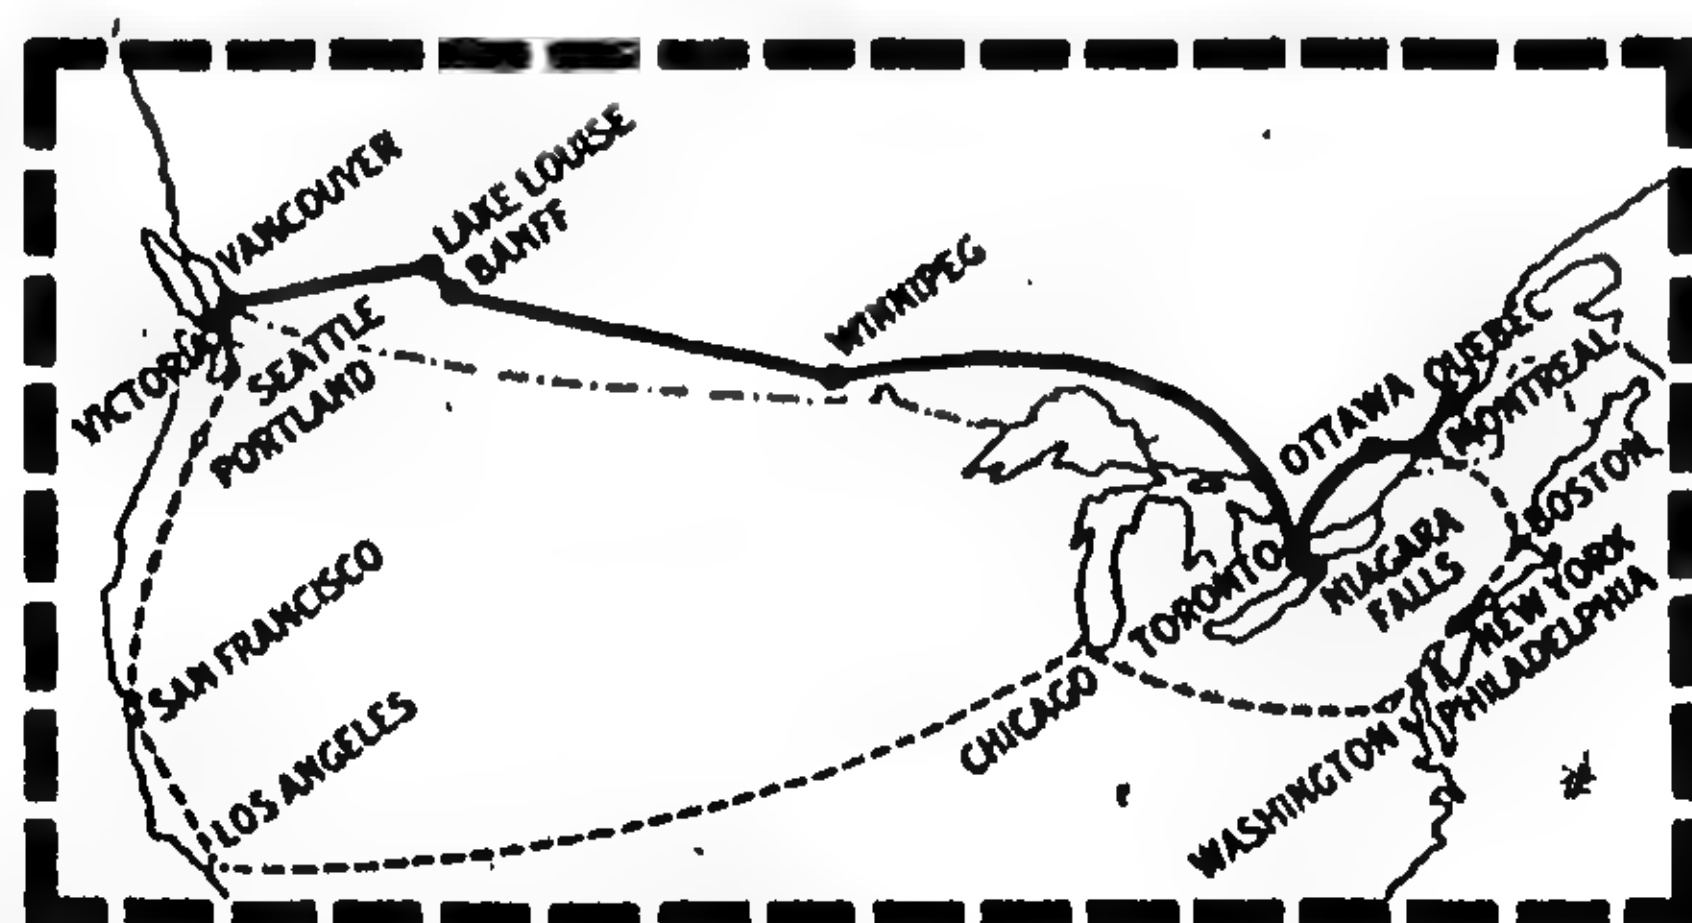 VANCOUVER
LAKE LOUISE
BANFF
WINNIPEG
VICTORIA
SEATTLE
PORTLAND
OTTAWA
QUEBEC
MONTREAL
BOSTON
SAN FRANCISCO
TORONTO
NIAGARA
FALLS
NEW YORK
PHILADELPHIA
CHICAGO
LOS ANGELES
WASHINGTON